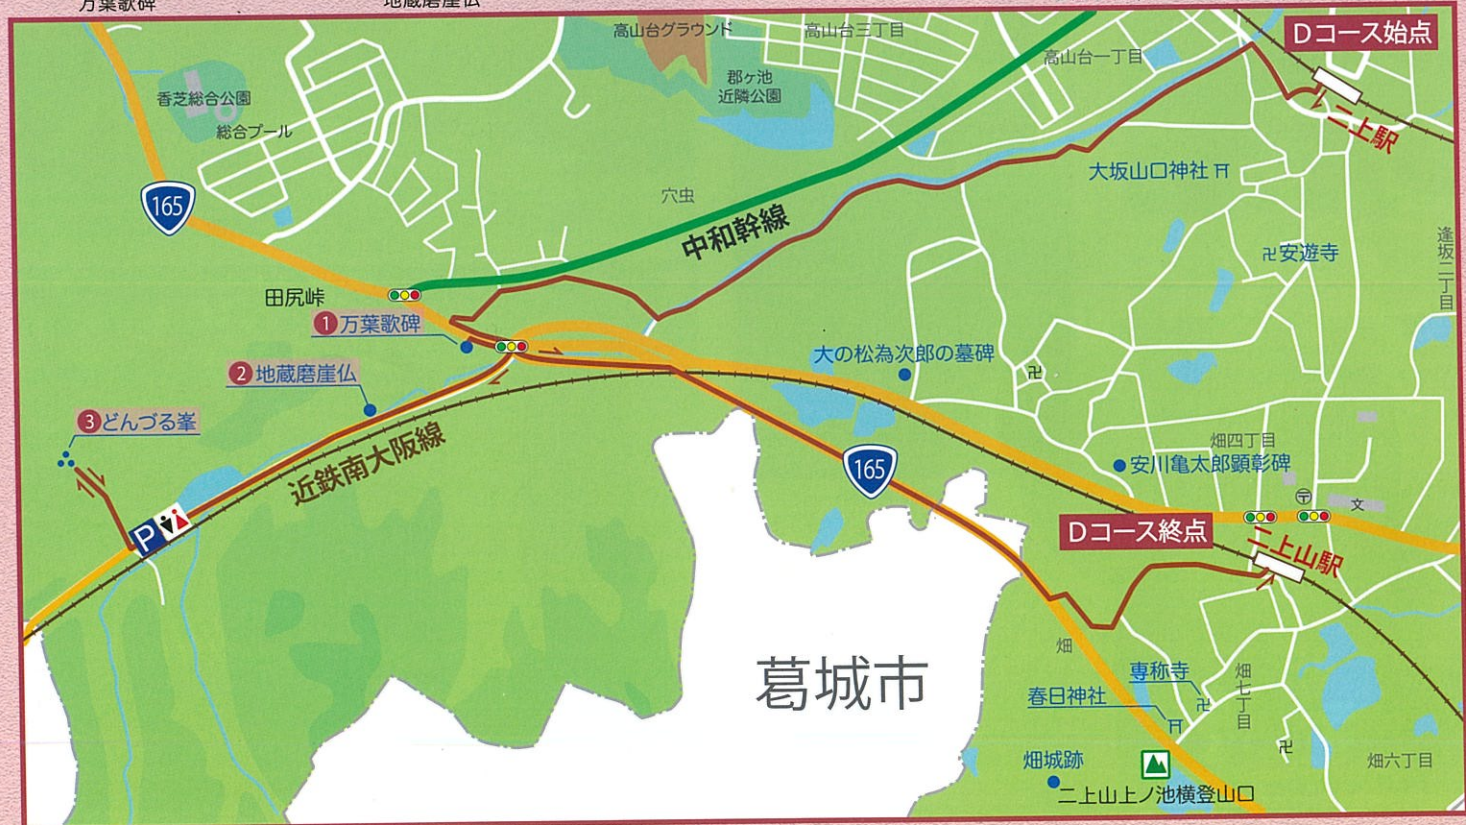 万葉歌碑
地蔵磨崖仏
Dコース始点
高山台グラウンド
高山台三丁目
高山台一丁目
郡ヶ池
近隣公園
香芝総合公園
総合プール
二上駅
大坂山口神社
165
穴虫
中和幹線
安遊寺
逢坂二丁目
田尻峠
1 万葉歌碑
2 地蔵磨崖仏
大の松為次郎の墓碑
3 どんづる峯
近鉄南大阪線
165
畑四丁目
安川亀太郎顕彰碑
文
P
Dコース終点
二上山駅
畑
葛城市
専称寺
春日神社
畑七丁目
畑城跡
畑六丁目
二上山上ノ池横登山口